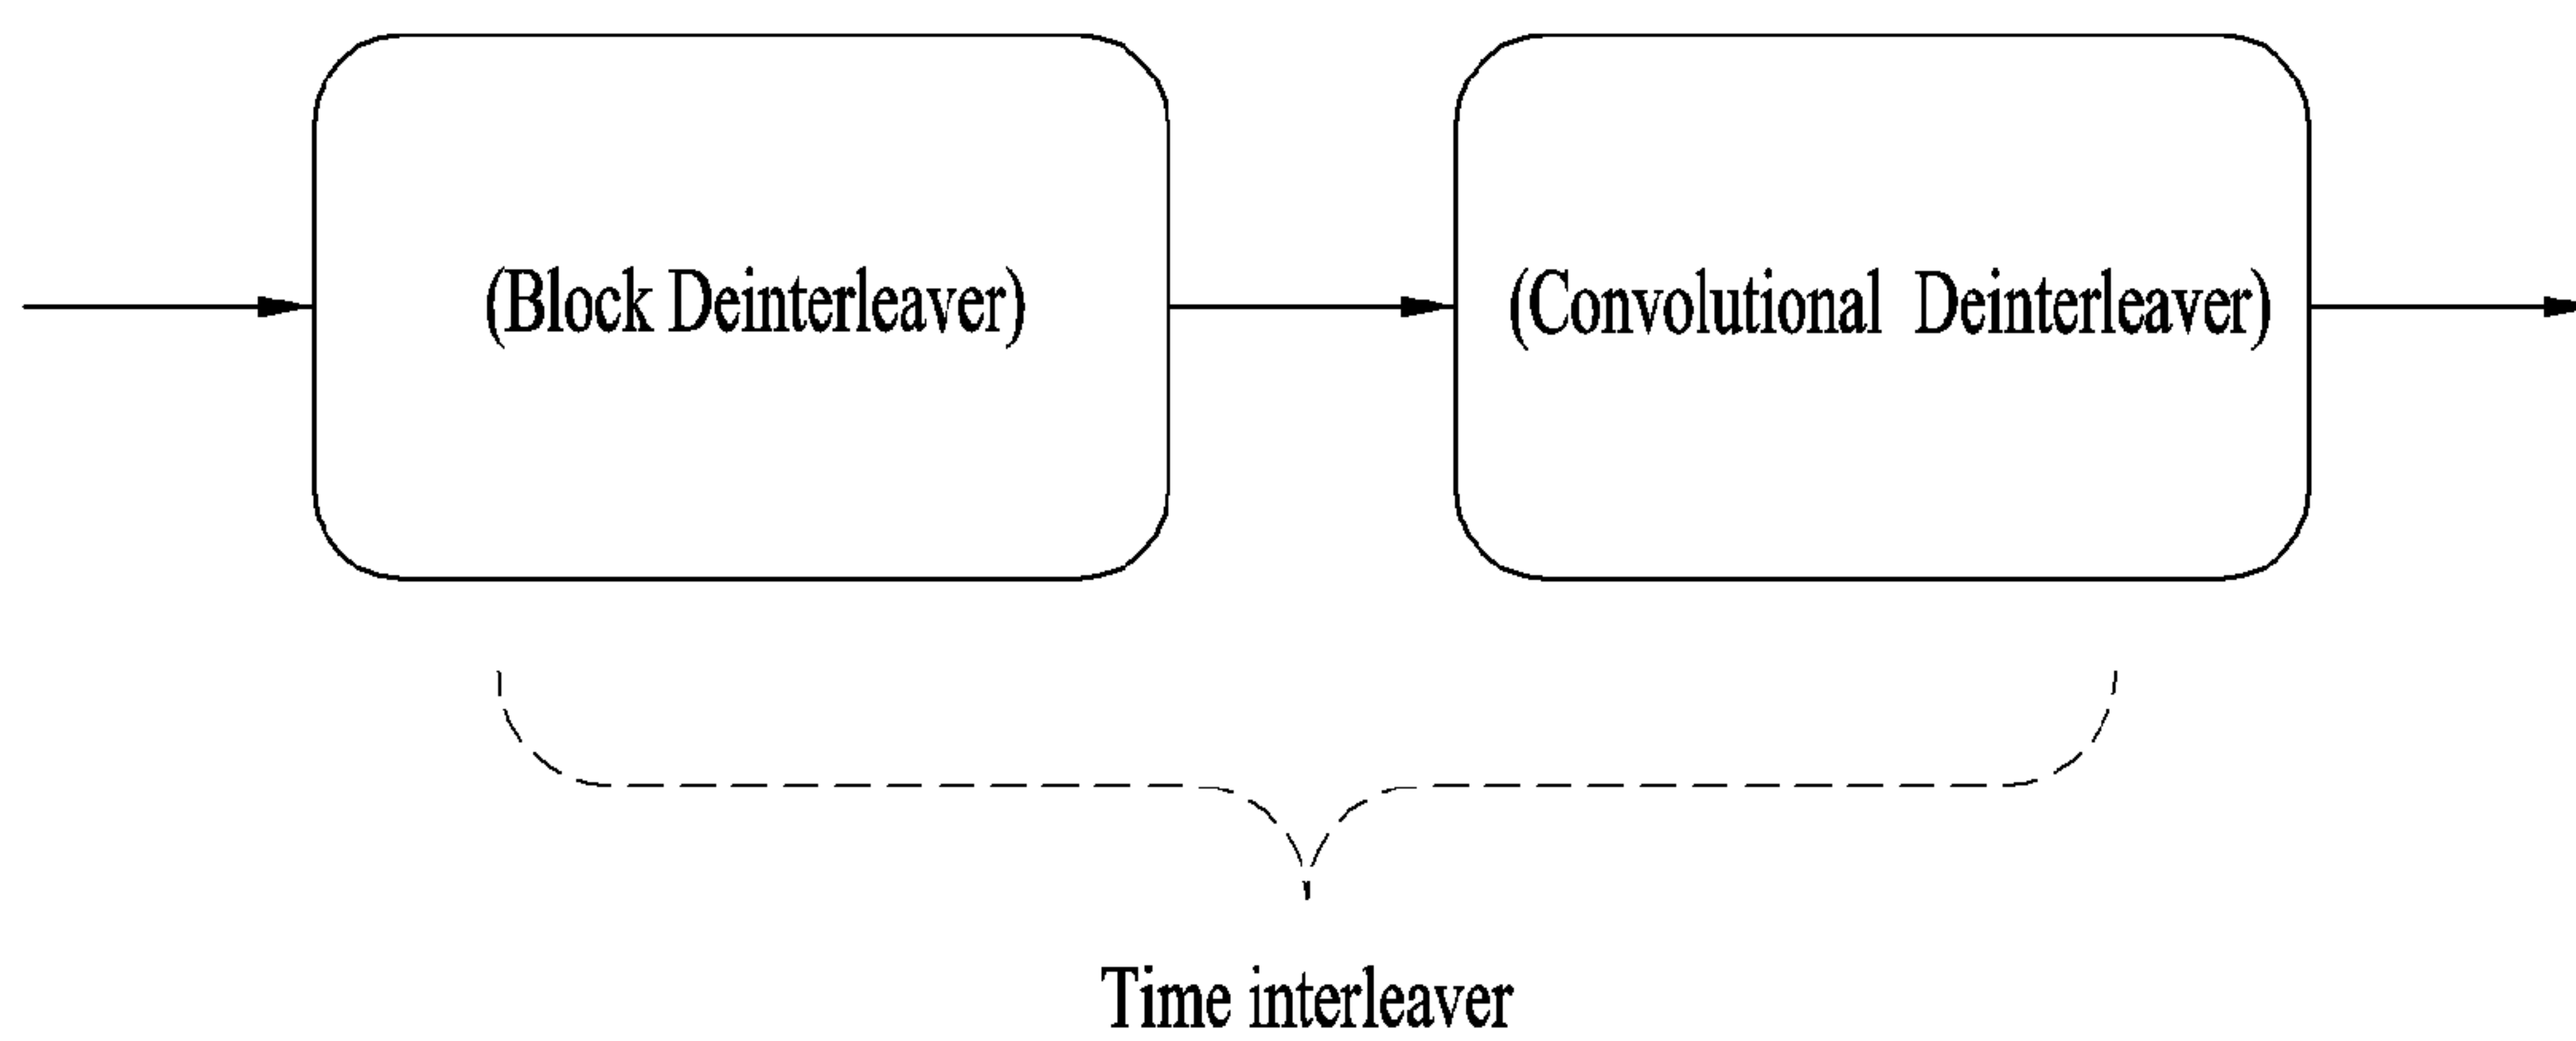 (Block Deinterleaver)
(Convolutional Deinterleaver)
Time interleaver